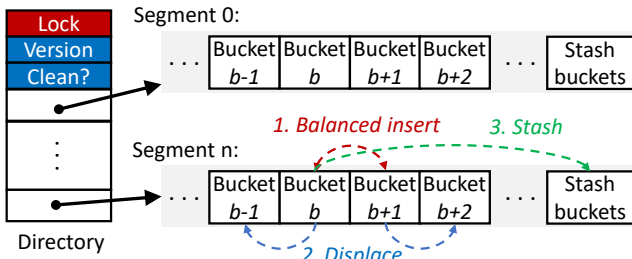 Lock
Version
Clean?
Directory
Segment 0:
. . . Bucket b-1 Bucket b Bucket b+1 Bucket b+2 . . . Stash buckets
1. Balanced insert
3. Stash
Segment n:
. . . Bucket b-1 Bucket b Bucket b+1 Bucket b+2 . . . Stash buckets
2. Displace